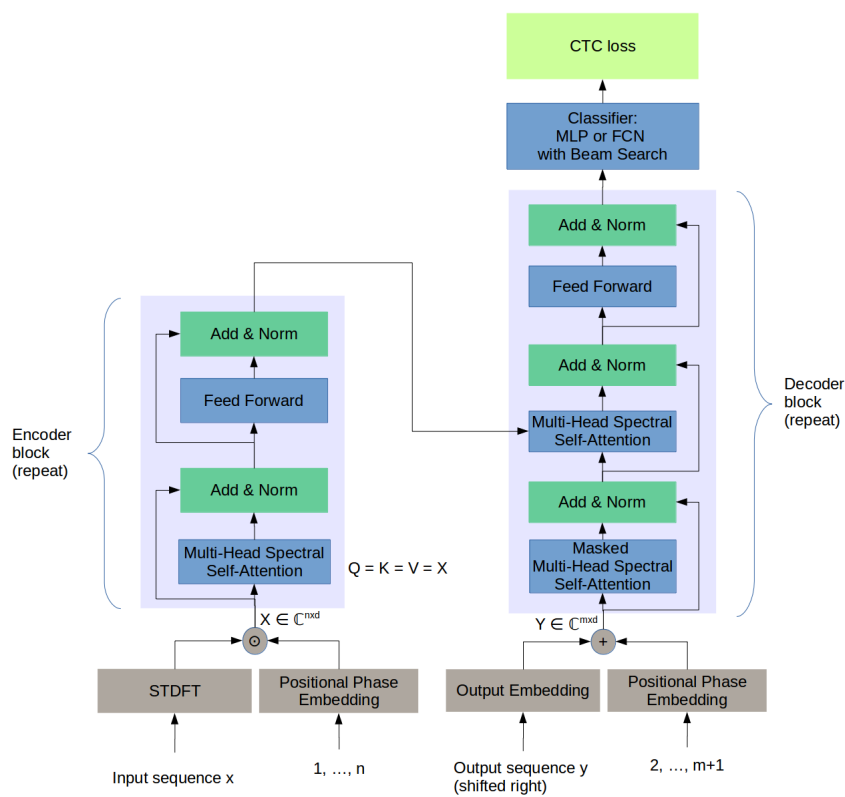 CTC loss
Classifier:
MLP or FCN
with Beam Search
Add & Norm
Feed Forward
Add & Norm
Multi-Head Spectral
Self-Attention
Add & Norm
Masked
Multi-Head Spectral
Self-Attention
Decoder
block
(repeat)
Add & Norm
Feed Forward
Add & Norm
Multi-Head Spectral
Self-Attention
Encoder
block
(repeat)
Q = K = V = X
X ∈ ℂⁿˣᵈ
⊙
Y ∈ ℂᵐˣᵈ
+
STDFT
Positional Phase
Embedding
Output Embedding
Positional Phase
Embedding
Input sequence x
1, …, n
Output sequence y
(shifted right)
2, …, m+1